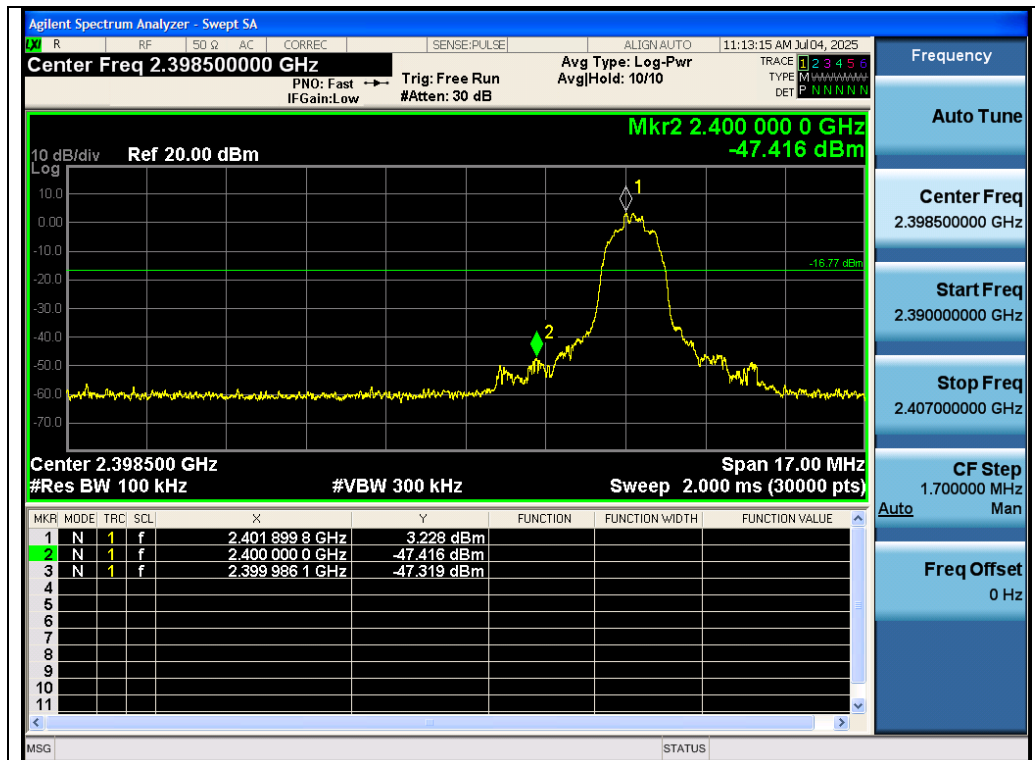 Agilent Spectrum Analyzer - Swept SA
LXI R RF 50 Ω AC CORREC SENSE:PULSE ALIGN AUTO 11:13:15 AM Jul 04, 2025
Center Freq 2.398500000 GHz
PNO: Fast
IFGain:Low
Trig: Free Run
#Atten: 30 dB
Avg Type: Log-Pwr
Avg|Hold: 10/10
TRACE 1 2 3 4 5 6
TYPE M WWWWW
DET P N N N N N
Mkr2 2.400 000 0 GHz
-47.416 dBm
10 dB/div Ref 20.00 dBm
Log
10.0
0.00
-10.0
-20.0
-30.0
-40.0
-50.0
-60.0
-70.0
1
2
-16.77 dBm
Center 2.398500 GHz Span 17.00 MHz
#Res BW 100 kHz #VBW 300 kHz Sweep 2.000 ms (30000 pts)
MKR MODE TRC SCL X Y FUNCTION FUNCTION WIDTH FUNCTION VALUE
1 N 1 f 2.401 899 8 GHz 3.228 dBm
2 N 1 f 2.400 000 0 GHz -47.416 dBm
3 N 1 f 2.399 986 1 GHz -47.319 dBm
4
5
6
7
8
9
10
11
MSG STATUS
Frequency
Auto Tune
Center Freq
2.398500000 GHz
Start Freq
2.390000000 GHz
Stop Freq
2.407000000 GHz
CF Step
1.700000 MHz
Auto Man
Freq Offset
0 Hz